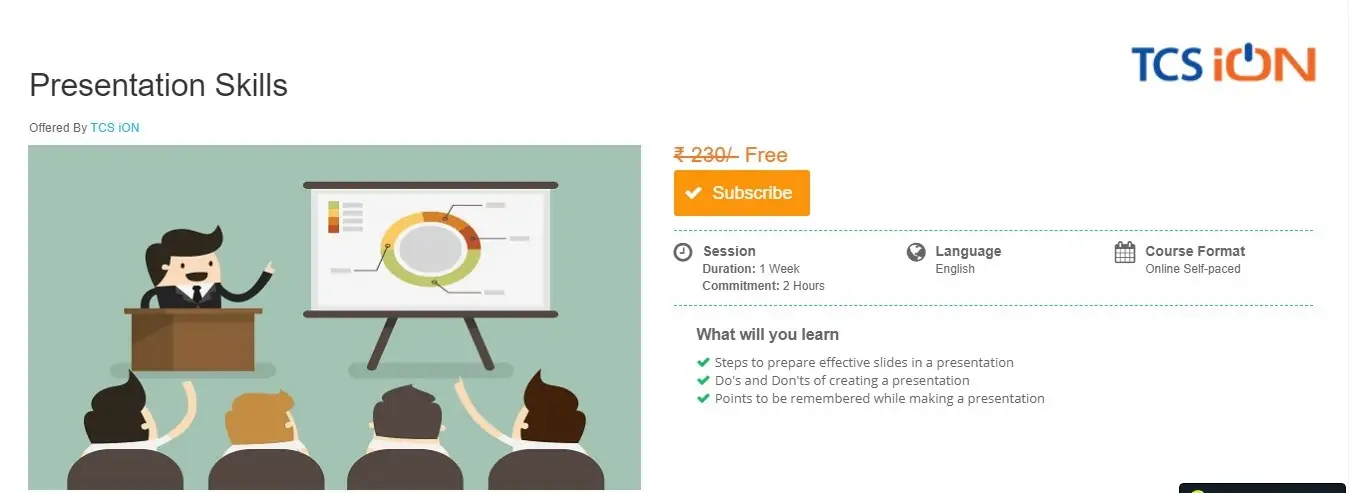 TCS iON
Presentation Skills
Offered By TCS iON
₹ 230/- Free
Subscribe
Session
Duration: 1 Week
Commitment: 2 Hours
Language
English
Course Format
Online Self-paced
What will you learn
Steps to prepare effective slides in a presentation
Do's and Don'ts of creating a presentation
Points to be remembered while making a presentation